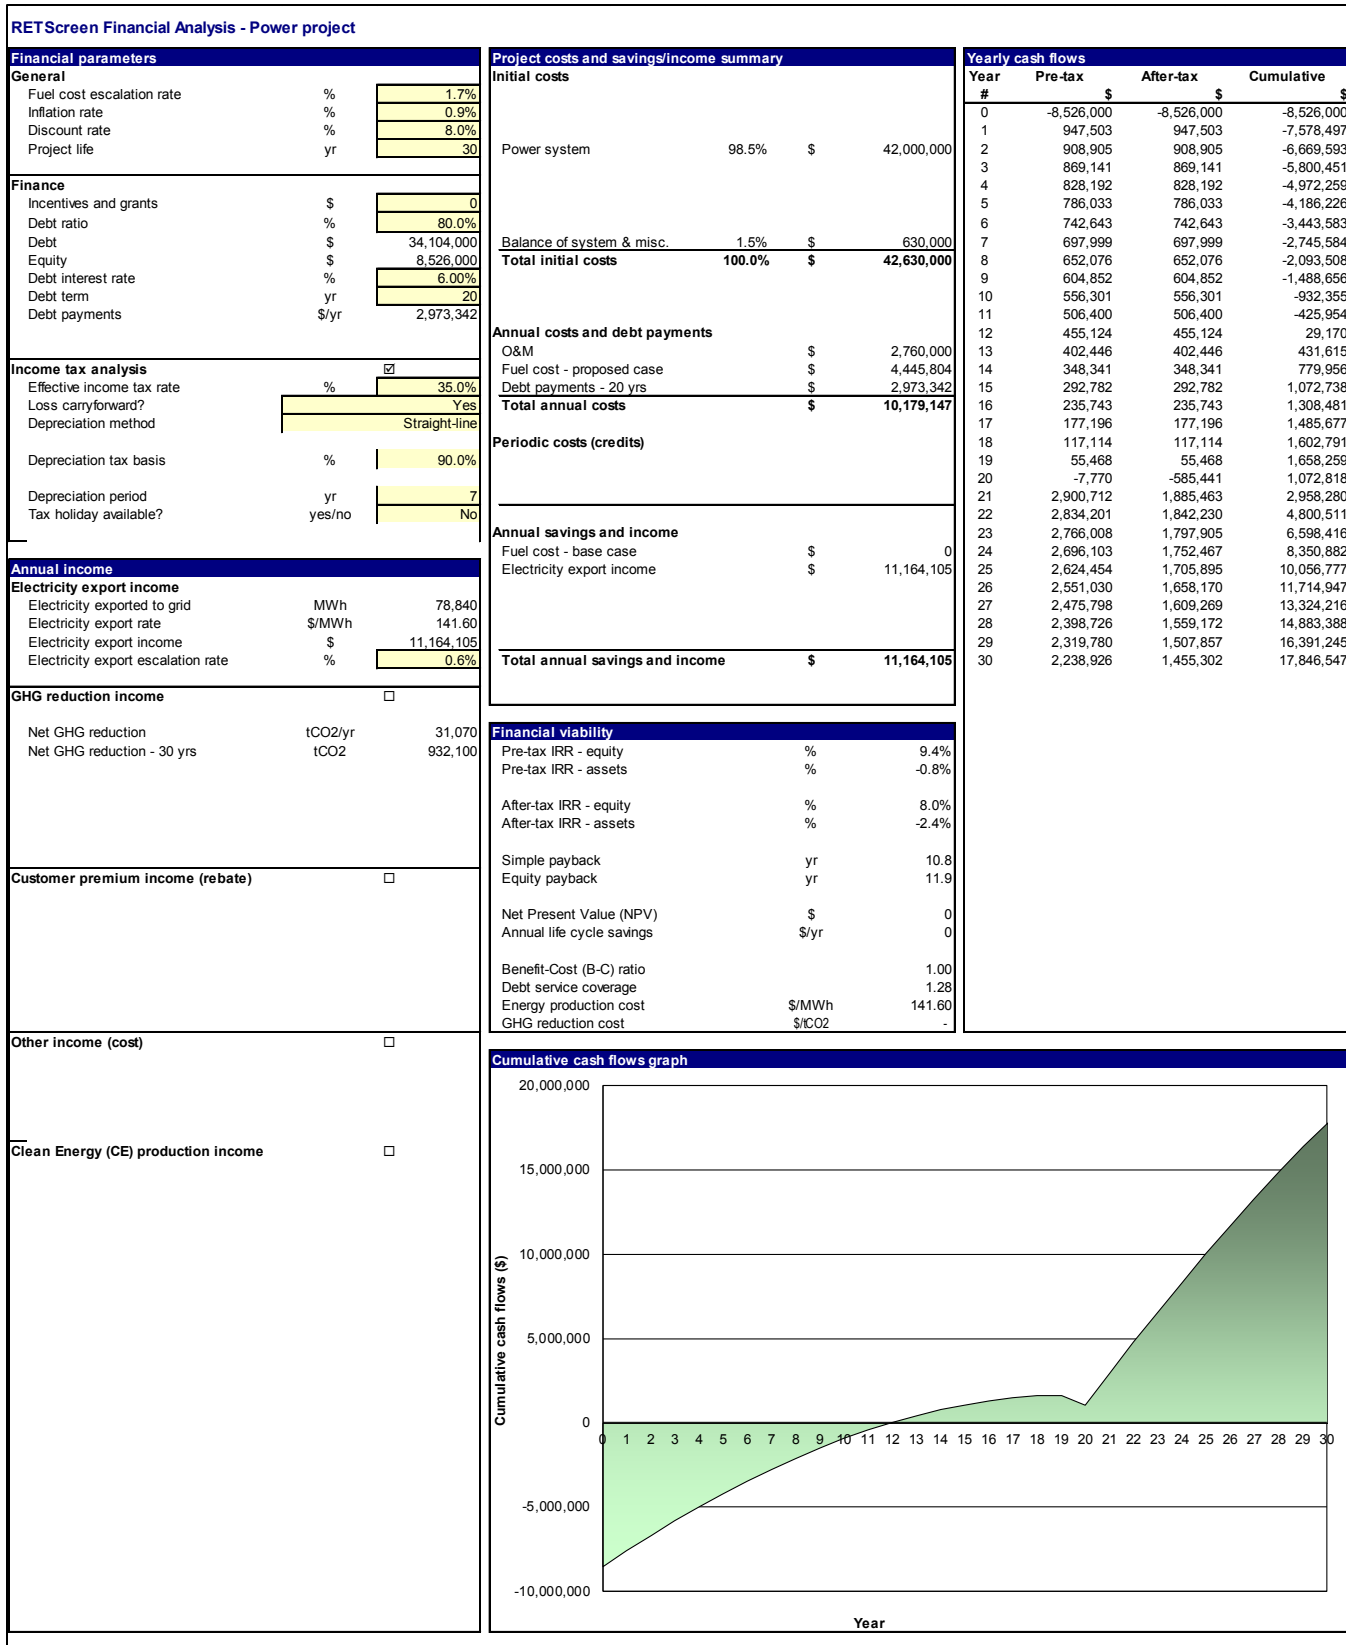 RETScreen Financial Analysis - Power project
Financial parameters
General
Fuel cost escalation rate % 1.7%
Inflation rate % 0.9%
Discount rate % 8.0%
Project life yr 30
Finance
Incentives and grants $ 0
Debt ratio % 80.0%
Debt $ 34,104,000
Equity $ 8,526,000
Debt interest rate % 6.00%
Debt term yr 20
Debt payments $/yr 2,973,342
Income tax analysis ☑
Effective income tax rate % 35.0%
Loss carryforward? Yes
Depreciation method Straight-line
Depreciation tax basis % 90.0%
Depreciation period yr 7
Tax holiday available? yes/no No
Annual income
Electricity export income
Electricity exported to grid MWh 78,840
Electricity export rate $/MWh 141.60
Electricity export income $ 11,164,105
Electricity export escalation rate % 0.6%
GHG reduction income ☐
Net GHG reduction tCO2/yr 31,070
Net GHG reduction - 30 yrs tCO2 932,100
Customer premium income (rebate) ☐
Other income (cost) ☐
Clean Energy (CE) production income ☐
Project costs and savings/income summary
Initial costs
Power system 98.5% $ 42,000,000
Balance of system & misc. 1.5% $ 630,000
Total initial costs 100.0% $ 42,630,000
Annual costs and debt payments
O&M $ 2,760,000
Fuel cost - proposed case $ 4,445,804
Debt payments - 20 yrs $ 2,973,342
Total annual costs $ 10,179,147
Periodic costs (credits)
Annual savings and income
Fuel cost - base case $ 0
Electricity export income $ 11,164,105
Total annual savings and income $ 11,164,105
Financial viability
Pre-tax IRR - equity % 9.4%
Pre-tax IRR - assets % -0.8%
After-tax IRR - equity % 8.0%
After-tax IRR - assets % -2.4%
Simple payback yr 10.8
Equity payback yr 11.9
Net Present Value (NPV) $ 0
Annual life cycle savings $/yr 0
Benefit-Cost (B-C) ratio 1.00
Debt service coverage 1.28
Energy production cost $/MWh 141.60
GHG reduction cost $/tCO2 -
Yearly cash flows
Year Pre-tax After-tax Cumulative
# $ $ $
0 -8,526,000 -8,526,000 -8,526,000
1 947,503 947,503 -7,578,497
2 908,905 908,905 -6,669,593
3 869,141 869,141 -5,800,451
4 828,192 828,192 -4,972,259
5 786,033 786,033 -4,186,226
6 742,643 742,643 -3,443,583
7 697,999 697,999 -2,745,584
8 652,076 652,076 -2,093,508
9 604,852 604,852 -1,488,656
10 556,301 556,301 -932,355
11 506,400 506,400 -425,954
12 455,124 455,124 29,170
13 402,446 402,446 431,615
14 348,341 348,341 779,956
15 292,782 292,782 1,072,738
16 235,743 235,743 1,308,481
17 177,196 177,196 1,485,677
18 117,114 117,114 1,602,791
19 55,468 55,468 1,658,259
20 -7,770 -585,441 1,072,818
21 2,900,712 1,885,463 2,958,280
22 2,834,201 1,842,230 4,800,511
23 2,766,008 1,797,905 6,598,416
24 2,696,103 1,752,467 8,350,882
25 2,624,454 1,705,895 10,056,777
26 2,551,030 1,658,170 11,714,947
27 2,475,798 1,609,269 13,324,216
28 2,398,726 1,559,172 14,883,388
29 2,319,780 1,507,857 16,391,245
30 2,238,926 1,455,302 17,846,547
Cumulative cash flows graph
20,000,000
15,000,000
10,000,000
5,000,000
0
-5,000,000
-10,000,000
Cumulative cash flows ($)
0 1 2 3 4 5 6 7 8 9 10 11 12 13 14 15 16 17 18 19 20 21 22 23 24 25 26 27 28 29 30
Year